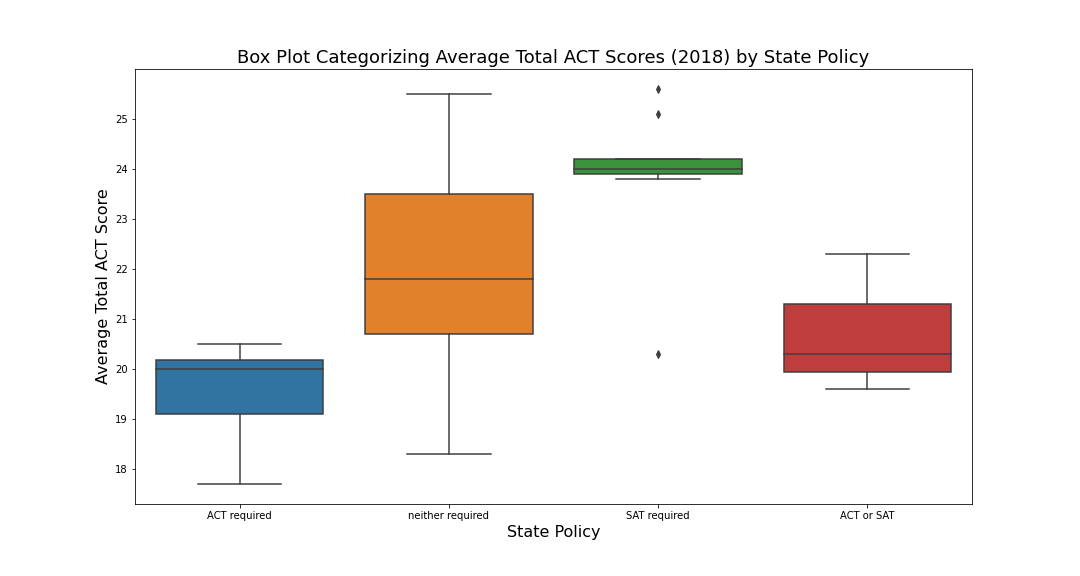 Box Plot Categorizing Average Total ACT Scores (2018) by State Policy
Average Total ACT Score
25
24
23
22
21
20
19
18
ACT required
neither required
SAT required
ACT or SAT
State Policy